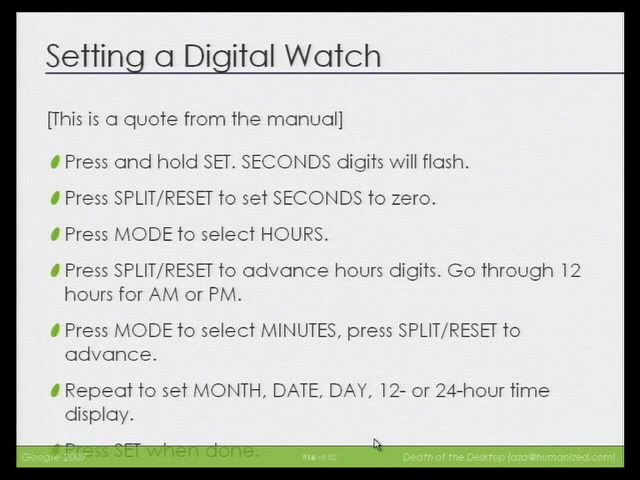 Setting a Digital Watch
[This is a quote from the manual]
Press and hold SET. SECONDS digits will flash.
Press SPLIT/RESET to set SECONDS to zero.
Press MODE to select HOURS.
Press SPLIT/RESET to advance hours digits. Go through 12
hours for AM or PM.
Press MODE to select MINUTES, press SPLIT/RESET to
advance.
Repeat to set MONTH, DATE, DAY, 12- or 24-hour time
display.
Press SET when done.
Google 2007 #16 of 52 Death of the Desktop (aza@humanized.com)